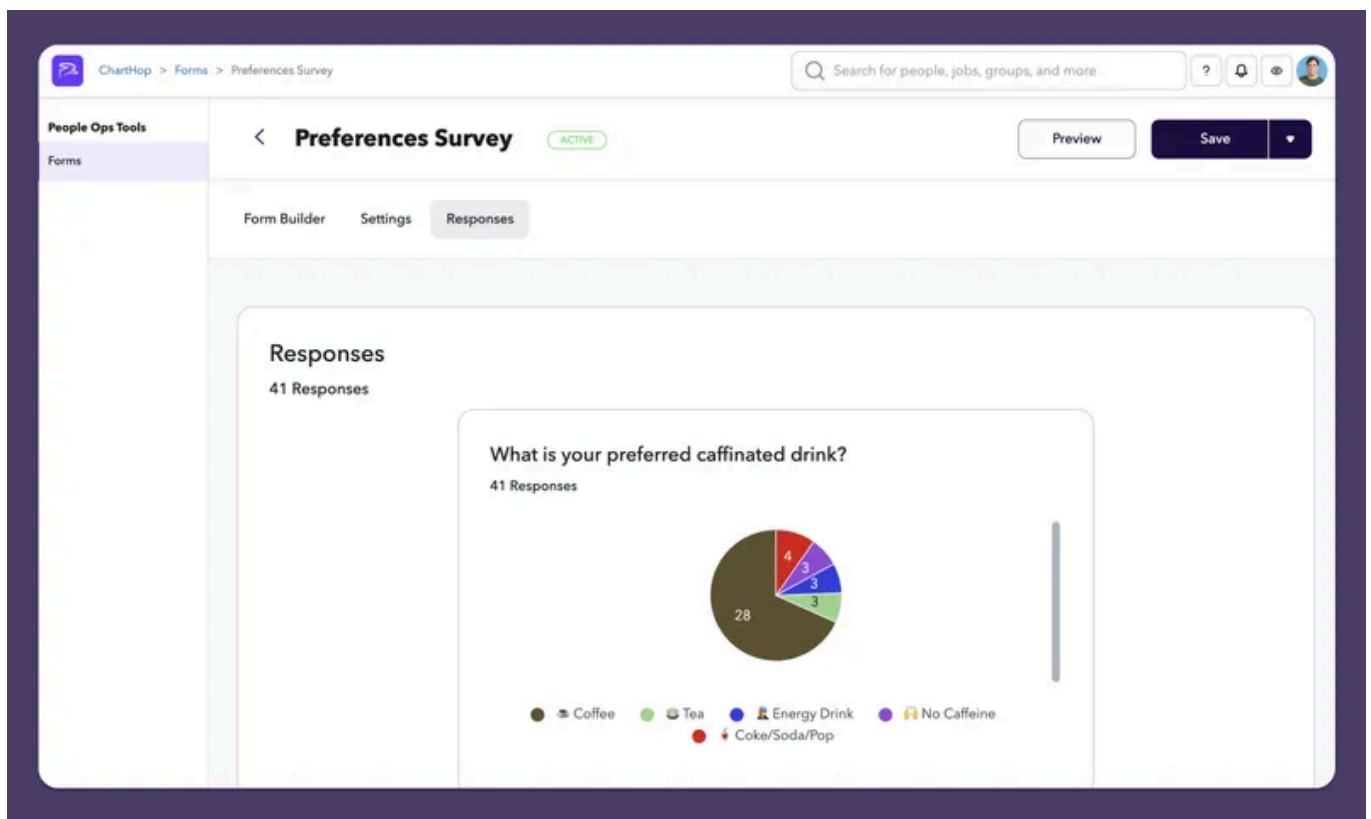 ChartHop > Forms > Preferences Survey
Search for people, jobs, groups, and more
?
People Ops Tools
Forms
< Preferences Survey
ACTIVE
Preview
Save
Form Builder Settings Responses
Responses
41 Responses
What is your preferred caffinated drink?
41 Responses
4
3
3
3
28
Coffee Tea Energy Drink No Caffeine
Coke/Soda/Pop